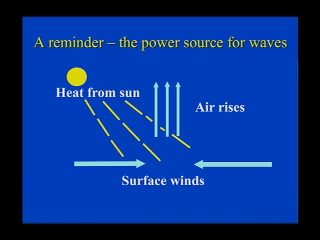 A reminder – the power source for waves
Heat from sun
Air rises
Surface winds